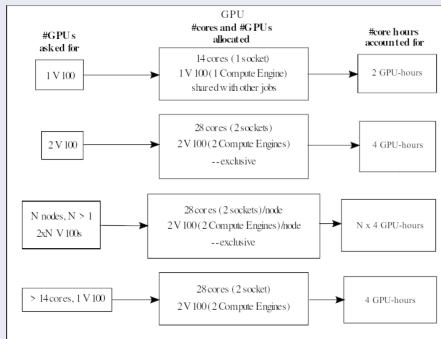 GPU
#GPUs
asked for
#cores and #GPUs
allocated
#core hours
accounted for
1 V100
14 cores (1 socket)
1 V100 (1 Compute Engine)
shared with other jobs
2 GPU-hours
2 V100
28 cores (2 sockets)
2 V100 (2 Compute Engines)
--exclusive
4 GPU-hours
N nodes, N > 1
2xN V100s
28 cores (2 sockets)/node
2 V100 (2 Compute Engines)/node
--exclusive
N x 4 GPU-hours
> 14 cores, 1 V100
28 cores (2 socket)
2 V100 (2 Compute Engines)
4 GPU-hours